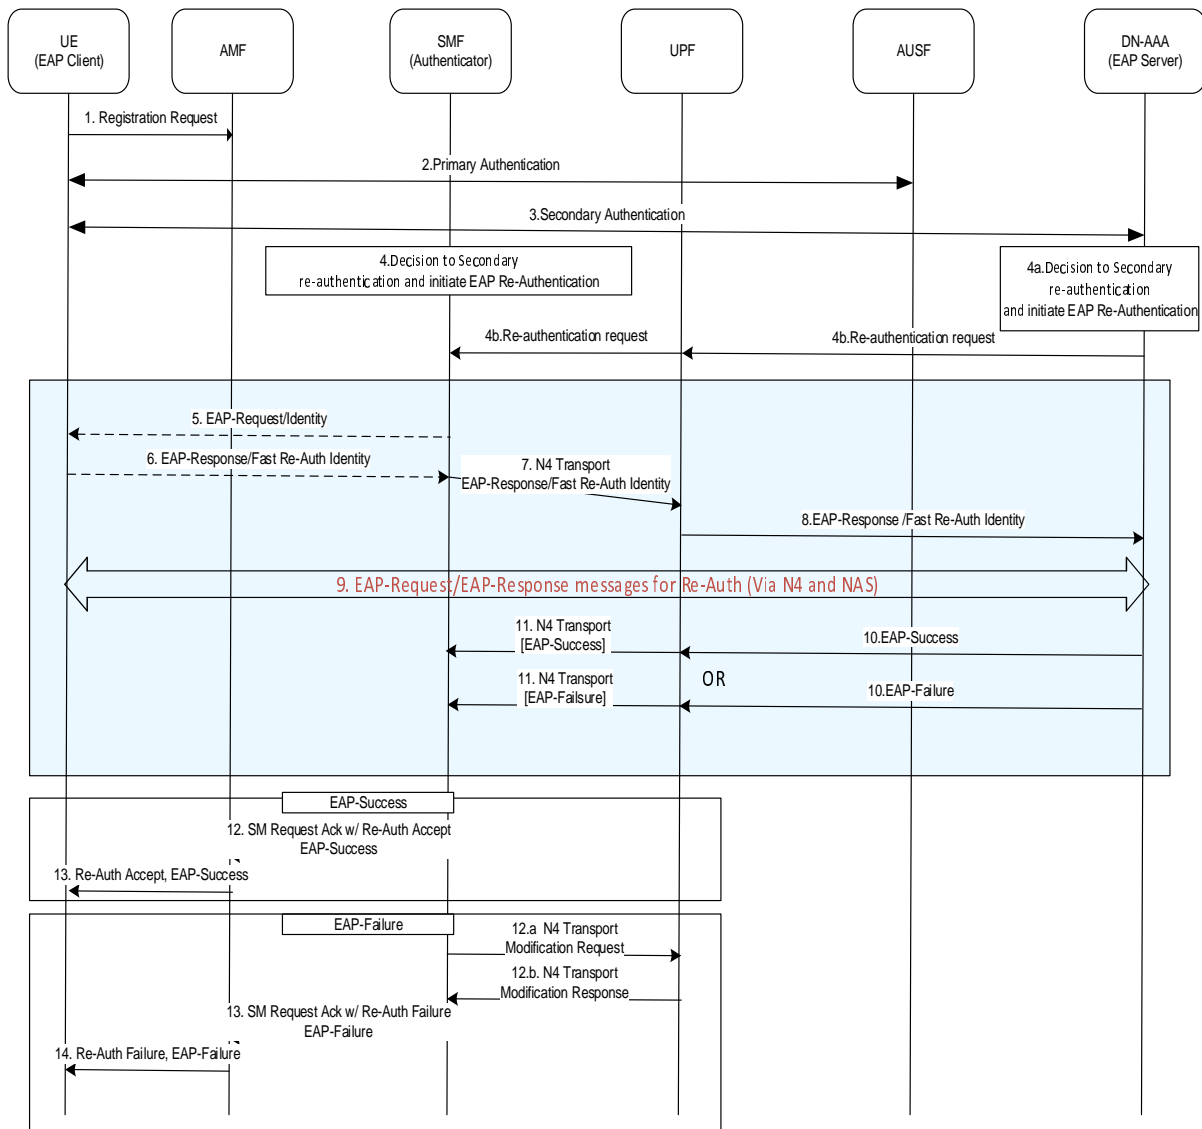 UE
(EAP Client)
AMF
SMF
(Authenticator)
UPF
AUSF
DN-AAA
(EAP Server)
1. Registration Request
2.Primary Authentication
3.Secondary Authentication
4.Decision to Secondary
re-authentication and initiate EAP Re-Authentication
4a.Decision to Secondary
re-authentication
and initiate EAP Re-Authentication
4b.Re-authentication request
4b.Re-authentication request
5. EAP-Request/Identity
6. EAP-Response/Fast Re-Auth Identity
7. N4 Transport
EAP-Response/Fast Re-Auth Identity
8.EAP-Response /Fast Re-Auth Identity
9. EAP-Request/EAP-Response messages for Re-Auth (Via N4 and NAS)
11. N4 Transport
[EAP-Success]
10.EAP-Success
OR
11. N4 Transport
[EAP-Failsure]
10.EAP-Failure
EAP-Success
12. SM Request Ack w/ Re-Auth Accept
EAP-Success
13. Re-Auth Accept, EAP-Success
EAP-Failure
12.a N4 Transport
Modification Request
12.b. N4 Transport
Modification Response
13. SM Request Ack w/ Re-Auth Failure
EAP-Failure
14. Re-Auth Failure, EAP-Failure